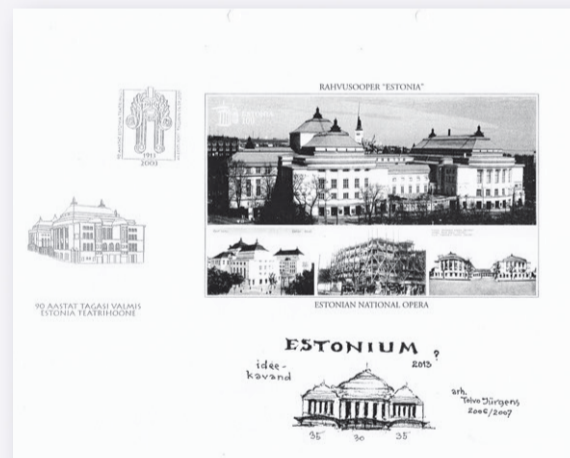 RAHVUSOOPER "ESTONIA"
1913
2003
90 AASTAT TAGASI VALMIS
ESTONIA TEATRIHOONE
ESTONIAN NATIONAL OPERA
ESTONIUM ?
2013
idee-
kavand
arh.
Toivo Jürgens
2006/2007
35 30 35